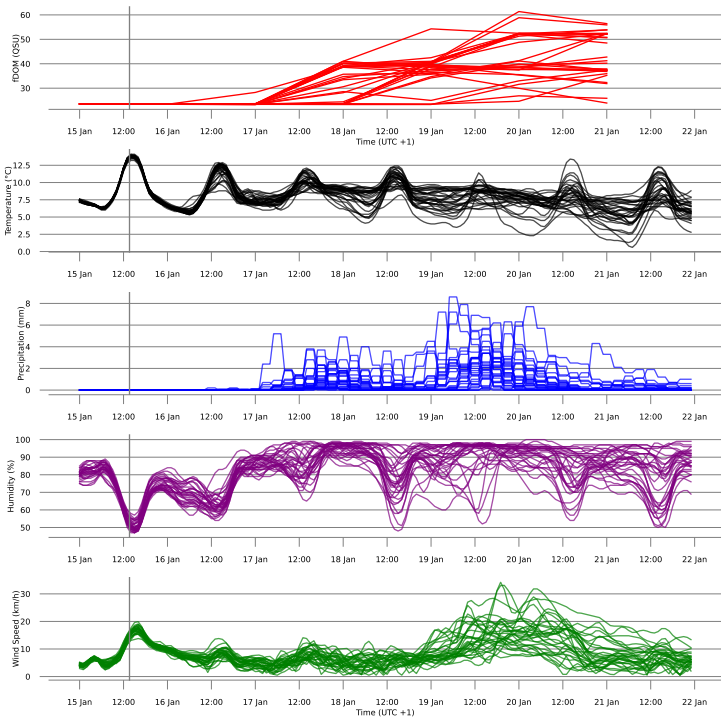 60
50
40
30
fDOM (QSU)
15 Jan 12:00 16 Jan 12:00 17 Jan 12:00 18 Jan 12:00 19 Jan 12:00 20 Jan 12:00 21 Jan 12:00 22 Jan
Time (UTC +1)
12.5
10.0
7.5
5.0
2.5
0.0
Temperature (°C)
15 Jan 12:00 16 Jan 12:00 17 Jan 12:00 18 Jan 12:00 19 Jan 12:00 20 Jan 12:00 21 Jan 12:00 22 Jan
8
6
4
2
0
Precipitation (mm)
15 Jan 12:00 16 Jan 12:00 17 Jan 12:00 18 Jan 12:00 19 Jan 12:00 20 Jan 12:00 21 Jan 12:00 22 Jan
100
90
80
70
60
50
Humidity (%)
15 Jan 12:00 16 Jan 12:00 17 Jan 12:00 18 Jan 12:00 19 Jan 12:00 20 Jan 12:00 21 Jan 12:00 22 Jan
30
20
10
0
Wind Speed (km/h)
15 Jan 12:00 16 Jan 12:00 17 Jan 12:00 18 Jan 12:00 19 Jan 12:00 20 Jan 12:00 21 Jan 12:00 22 Jan
Time (UTC +1)